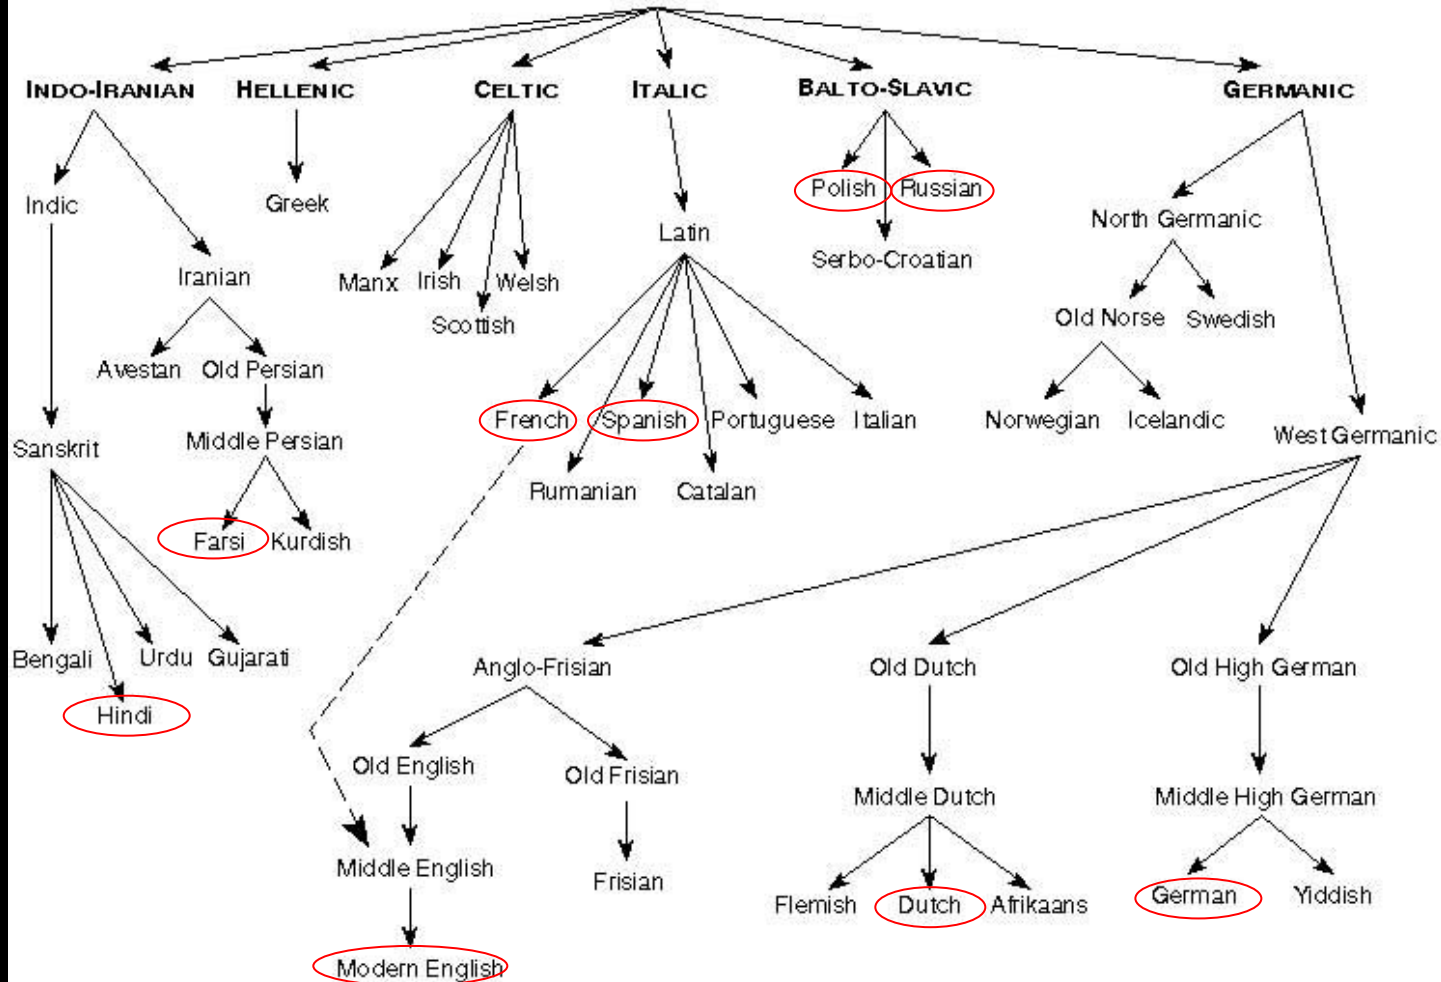 INDO-IRANIAN HELLENIC CELTIC ITALIC BALTO-SLAVIC GERMANIC
Polish Russian
Indic Greek
North Germanic
Latin
Serbo-Croatian
Iranian
Manx Irish Welsh
Scottish
Old Norse Swedish
Avestan Old Persian
French Spanish Portuguese Italian
Norwegian Icelandic
West Germanic
Sanskrit Middle Persian
Rumanian Catalan
Farsi Kurdish
Bengali Urdu Gujarati
Anglo-Frisian Old Dutch Old High German
Hindi
Old English Old Frisian
Middle Dutch Middle High German
Middle English
Frisian
German Yiddish
Flemish Dutch Afrikaans
Modern English